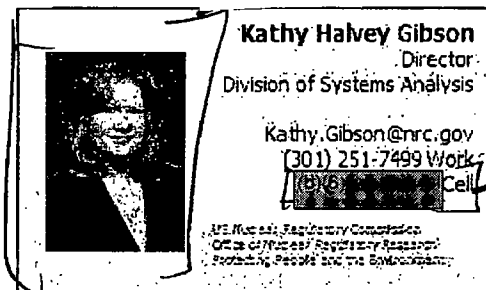 Kathy Halvey Gibson
Director
Division of Systems Analysis
Kathy.Gibson@nrc.gov
(301) 251-7499 Work
(b)(6) Cell
U.S. Nuclear Regulatory Commission
Office of Nuclear Regulatory Research
Protecting People and the Environment